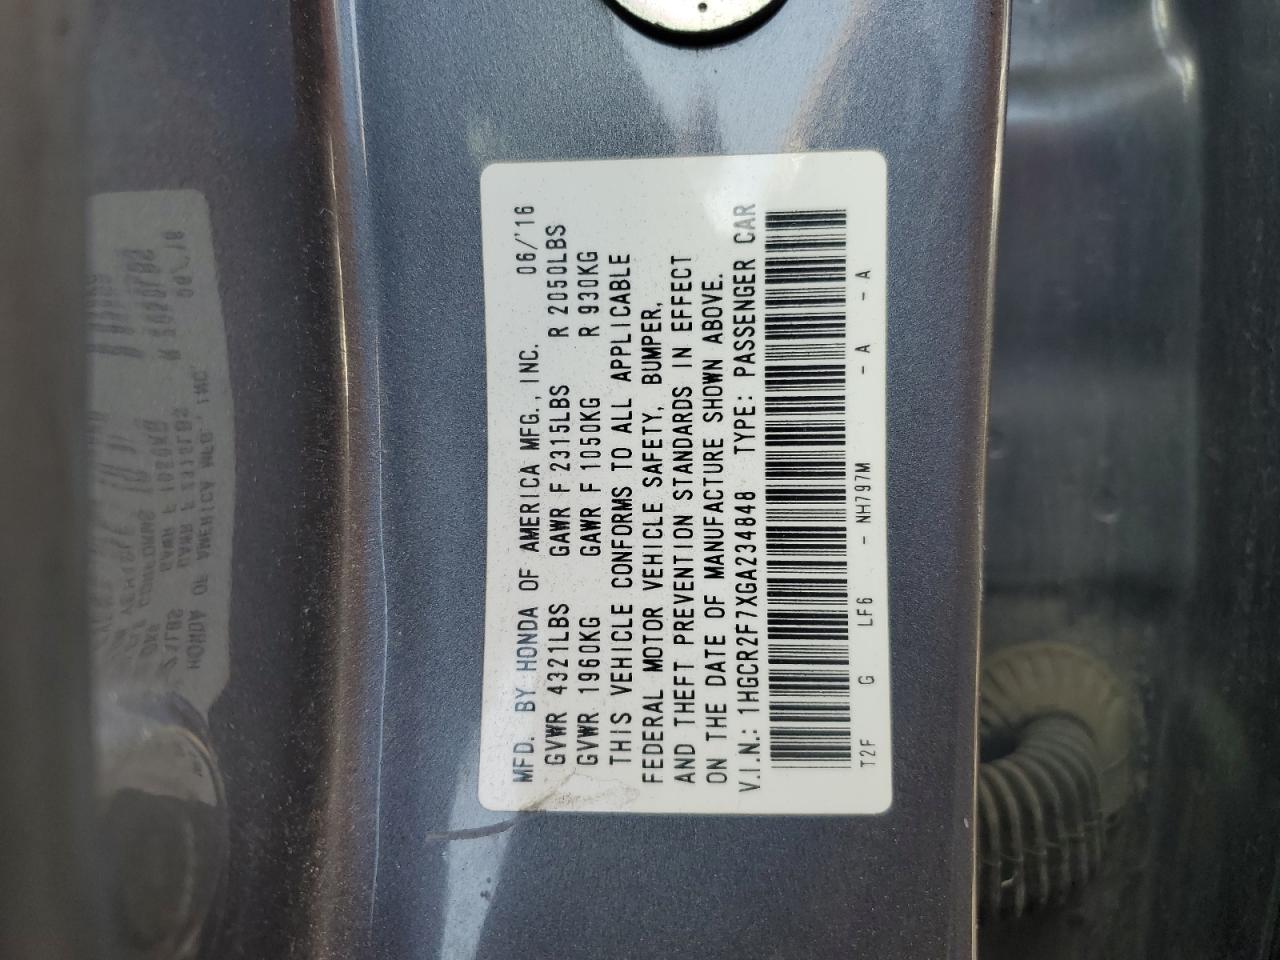 MFD. BY HONDA OF AMERICA MFG., INC. 06/'16
GVWR 4321LBS GAWR F 2315LBS R 2050LBS
GVWR 1960KG GAWR F 1050KG R 930KG
THIS VEHICLE CONFORMS TO ALL APPLICABLE
FEDERAL MOTOR VEHICLE SAFETY, BUMPER,
AND THEFT PREVENTION STANDARDS IN EFFECT
ON THE DATE OF MANUFACTURE SHOWN ABOVE.
V.I.N.: 1HGCR2F7XGA234848 TYPE: PASSENGER CAR
T2F G LF6 - NH797M - A - A